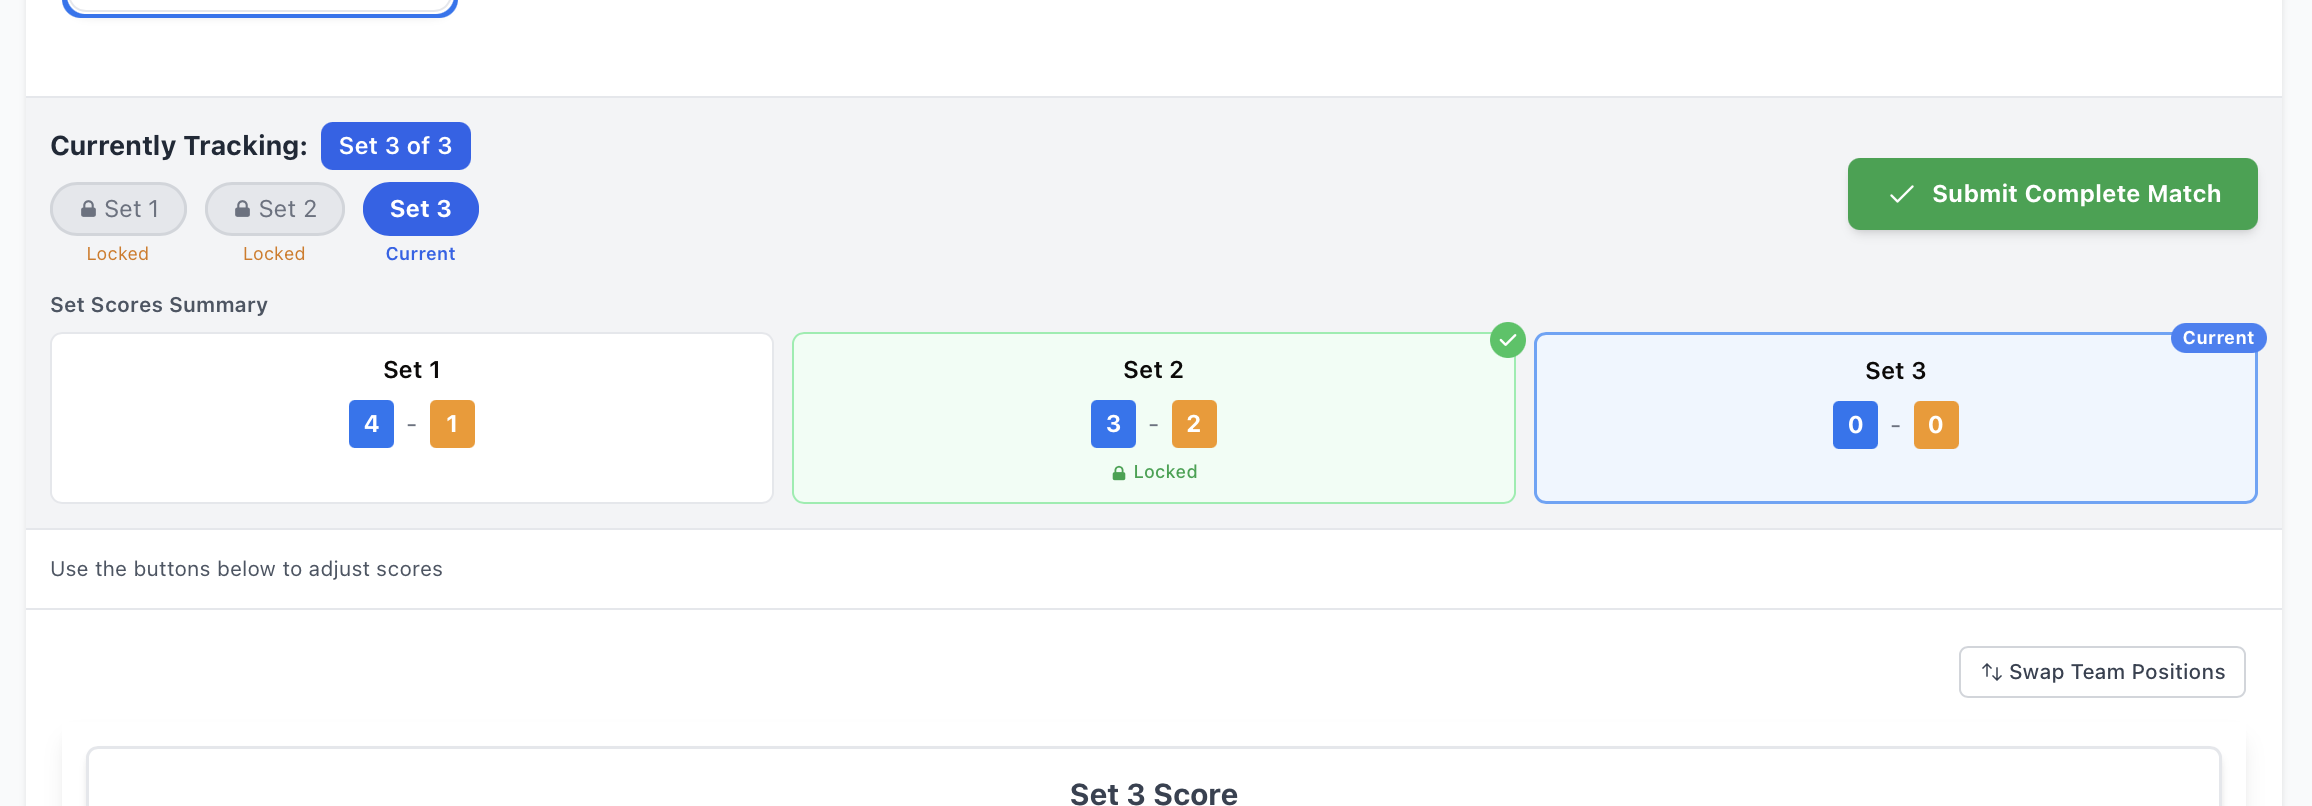 Currently Tracking: Set 3 of 3
Set 1 Set 2 Set 3
Locked Locked Current
Submit Complete Match
Set Scores Summary
Set 1
4 - 1
Set 2
3 - 2
Locked
Current
Set 3
0 - 0
Use the buttons below to adjust scores
Swap Team Positions
Set 3 Score